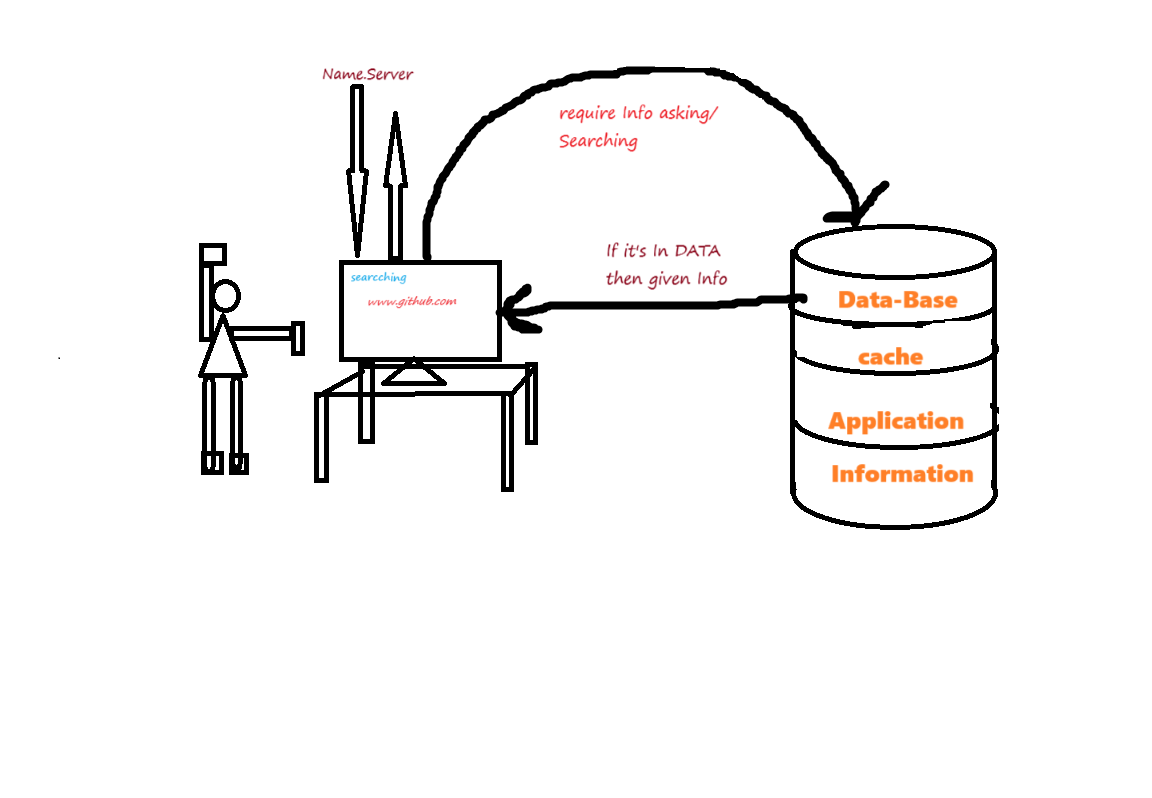 Name.Server
require Info asking/
Searching
If it's In DATA
then given Info
searcching
www.github.com
Data-Base
cache
Application
Information